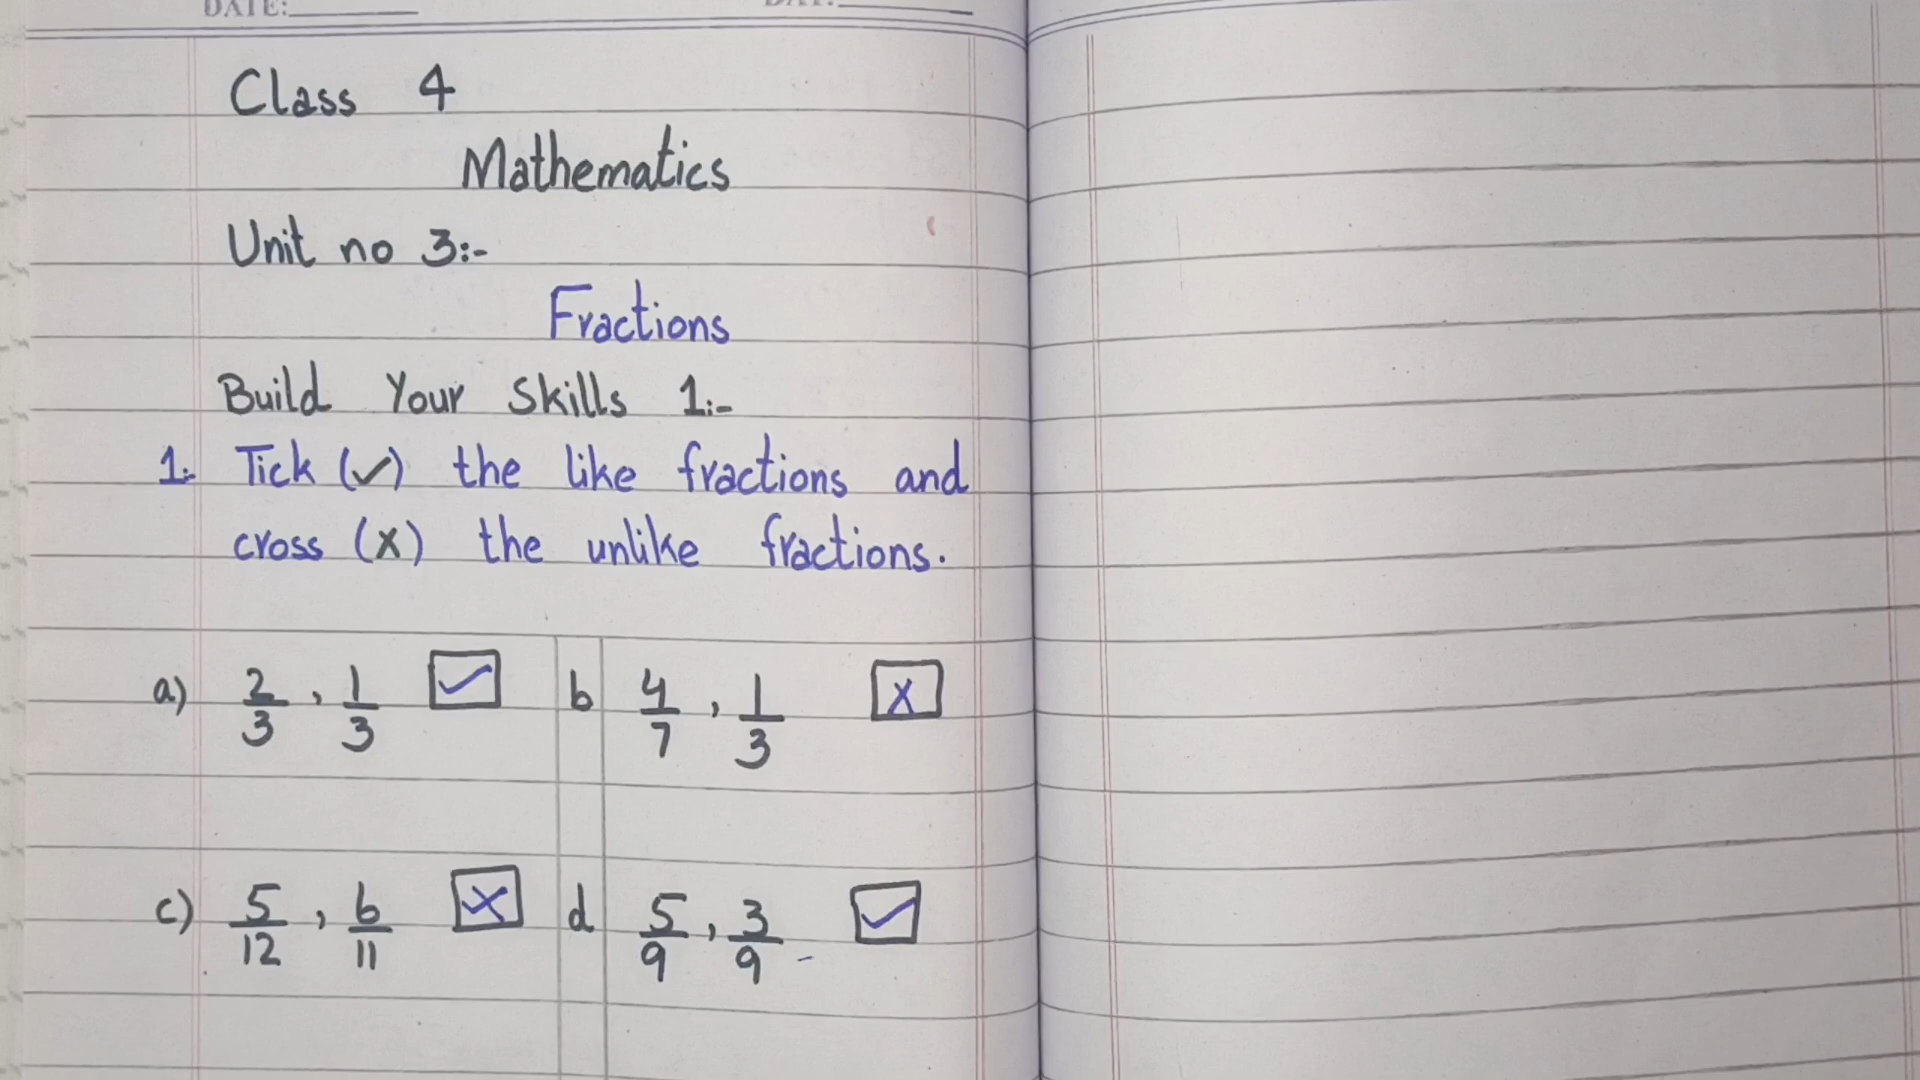 DATE:
Class 4
Mathematics
Unit no 3:-
Fractions
Build Your Skills 1:-
1. Tick (✓) the like fractions and
cross (x) the unlike fractions.
a) 2/3 , 1/3 ✓ b 4/7 , 1/3 x
c) 5/12 , 6/11 x d 5/9 , 3/9 ✓